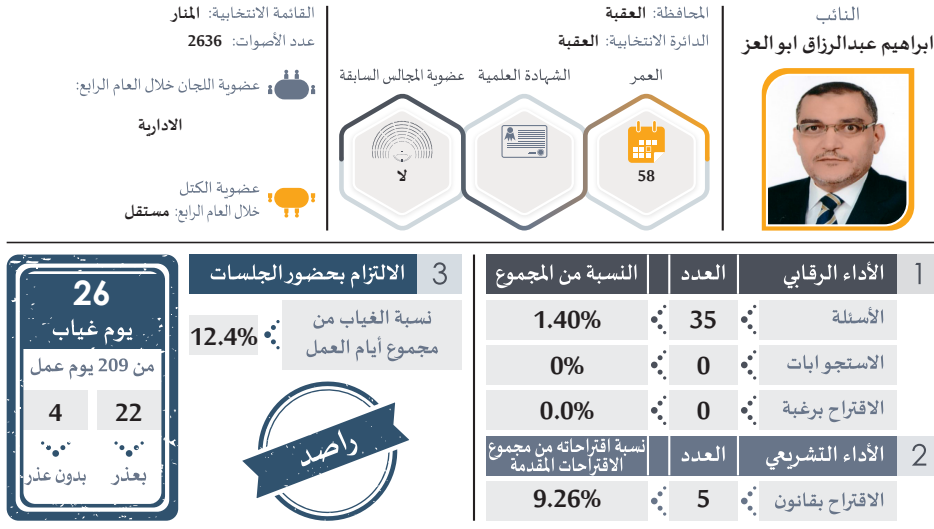 النائب
ابراهيم عبدالرزاق ابو العز
المحافظة: العقبة
الدائرة الانتخابية: العقبة
العمر
58
الشهادة العلمية
عضوية المجالس السابقة
لا
القائمة الانتخابية: المنار
عدد الأصوات: 2636
عضوية اللجان خلال العام الرابع:
الادارية
عضوية الكتل
خلال العام الرابع: مستقل
1 الأداء الرقابي العدد النسبة من المجموع
الأسئلة 35 1.40%
الاستجوابات 0 0%
الاقتراح برغبة 0 0.0%
2 الأداء التشريعي العدد نسبة اقتراحاته من مجموع
الاقتراحات المقدمة
الاقتراح بقانون 5 9.26%
3 الالتزام بحضور الجلسات
نسبة الغياب من
مجموع أيام العمل
12.4%
راصد
26
يوم غياب
من 209 يوم عمل
22 4
بعذر بدون عذر